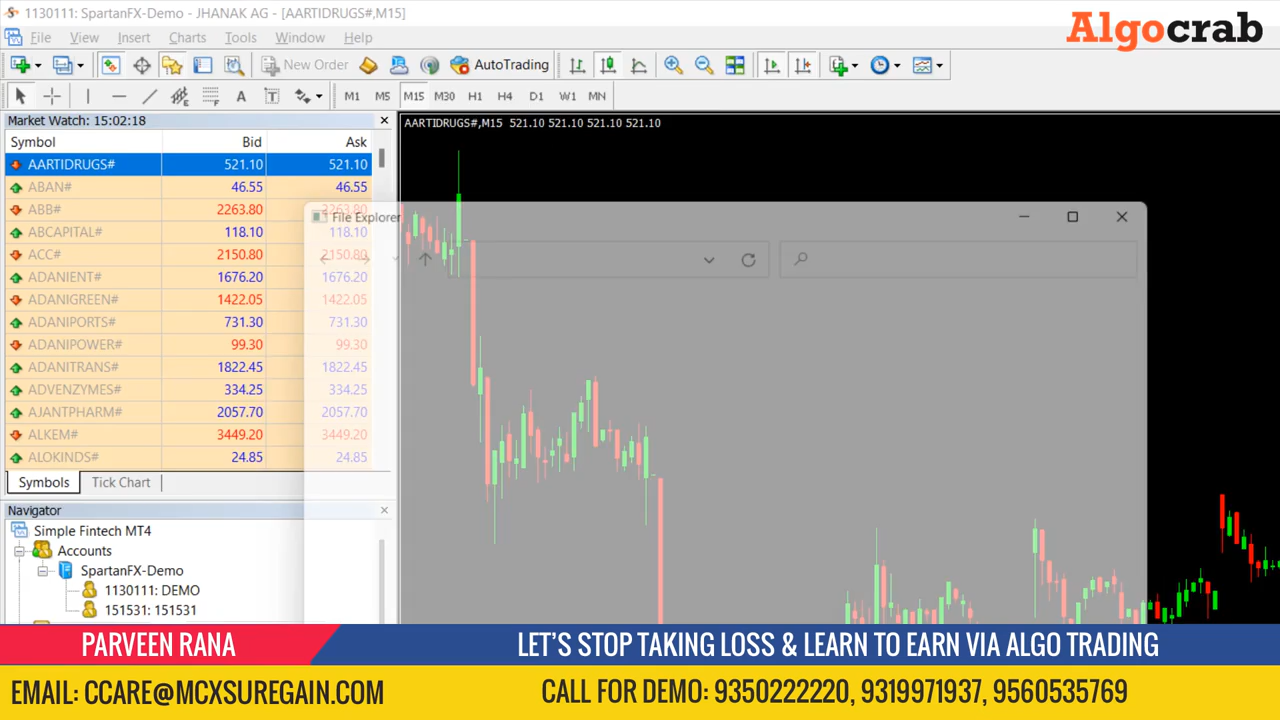 1130111: SpartanFX-Demo - JHANAK AG - [AARTIDRUGS#,M15]
Algocrab
File View Insert Charts Tools Window Help
New Order AutoTrading
A T M1 M5 M15 M30 H1 H4 D1 W1 MN
Market Watch: 15:02:18
AARTIDRUGS#,M15 521.10 521.10 521.10 521.10
Symbol Bid Ask
AARTIDRUGS# 521.10 521.10
ABAN# 46.55 46.55
ABB# 2263.80 2263.80
File Explorer
ABCAPITAL# 118.10 118.10
ACC# 2150.80 2150.80
ADANIENT# 1676.20 1676.20
ADANIGREEN# 1422.05 1422.05
ADANIPORTS# 731.30 731.30
ADANIPOWER# 99.30 99.30
ADANITRANS# 1822.45 1822.45
ADVENZYMES# 334.25 334.25
AJANTPHARM# 2057.70 2057.70
ALKEM# 3449.20 3449.20
ALOKINDS# 24.85 24.85
Symbols Tick Chart
Navigator
Simple Fintech MT4
Accounts
SpartanFX-Demo
1130111: DEMO
151531: 151531
PARVEEN RANA
LET'S STOP TAKING LOSS & LEARN TO EARN VIA ALGO TRADING
EMAIL: CCARE@MCXSUREGAIN.COM
CALL FOR DEMO: 9350222220, 9319971937, 9560535769